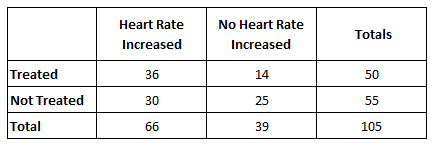 Heart Rate Increased No Heart Rate Increased Totals
Treated 36 14 50
Not Treated 30 25 55
Total 66 39 105